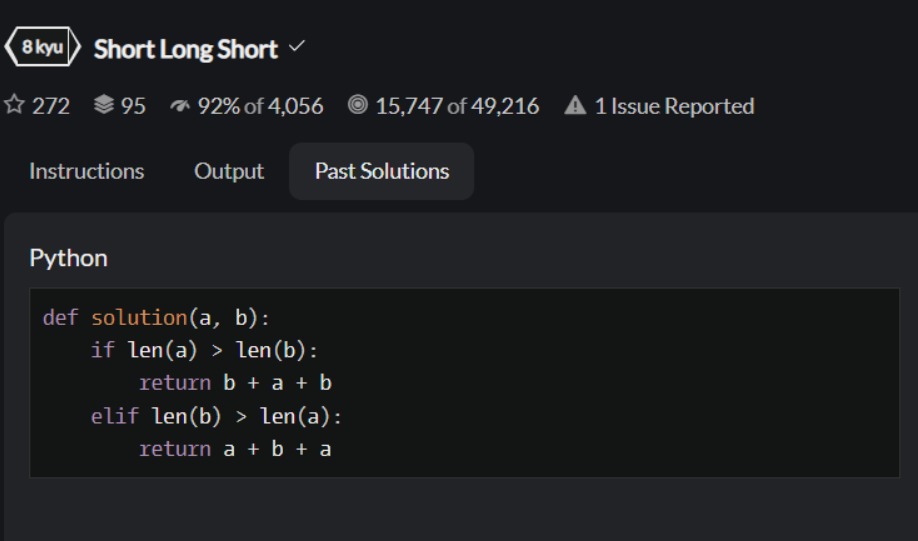 8 kyu Short Long Short
272 95 92% of 4,056 15,747 of 49,216 1 Issue Reported
Instructions Output Past Solutions
Python
def solution(a, b):
    if len(a) > len(b):
        return b + a + b
    elif len(b) > len(a):
        return a + b + a